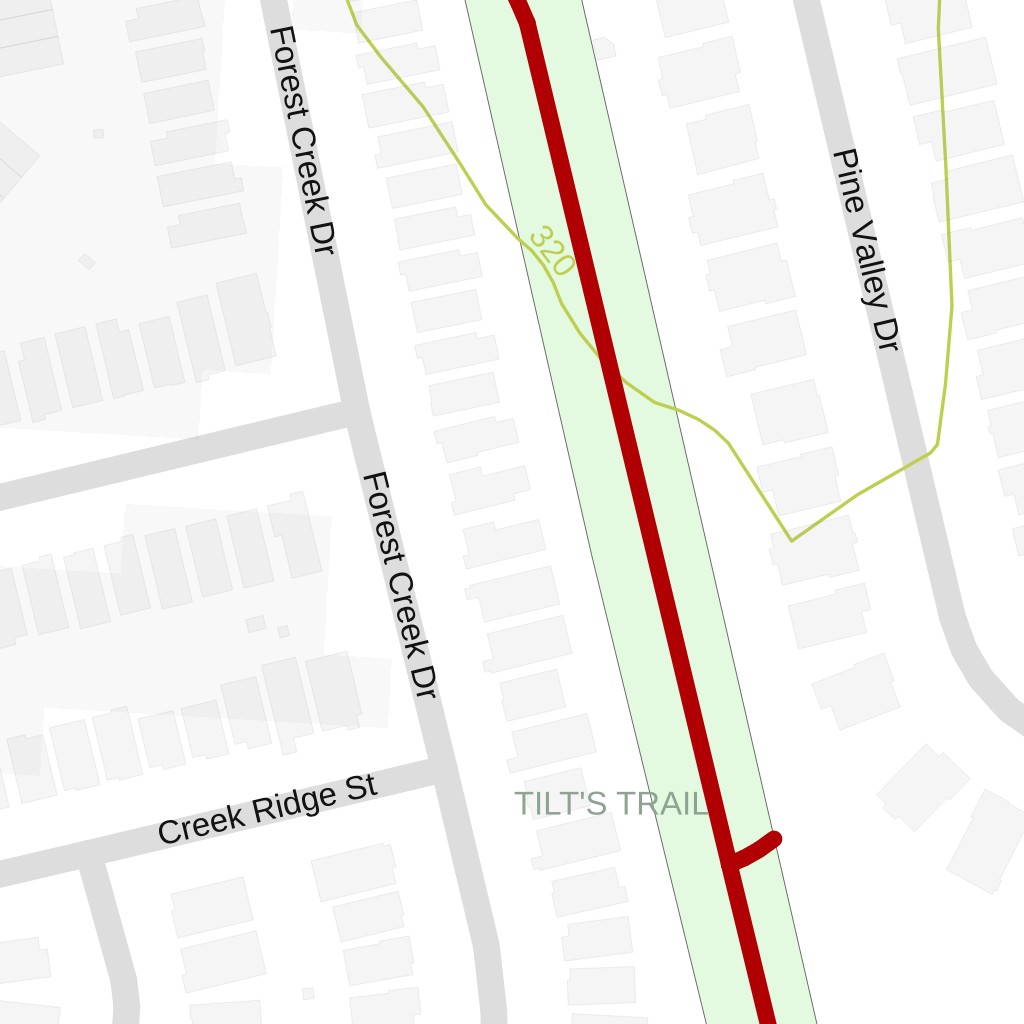 Forest Creek Dr
Pine Valley Dr
320
Forest Creek Dr
Creek Ridge St
TILT'S TRAIL